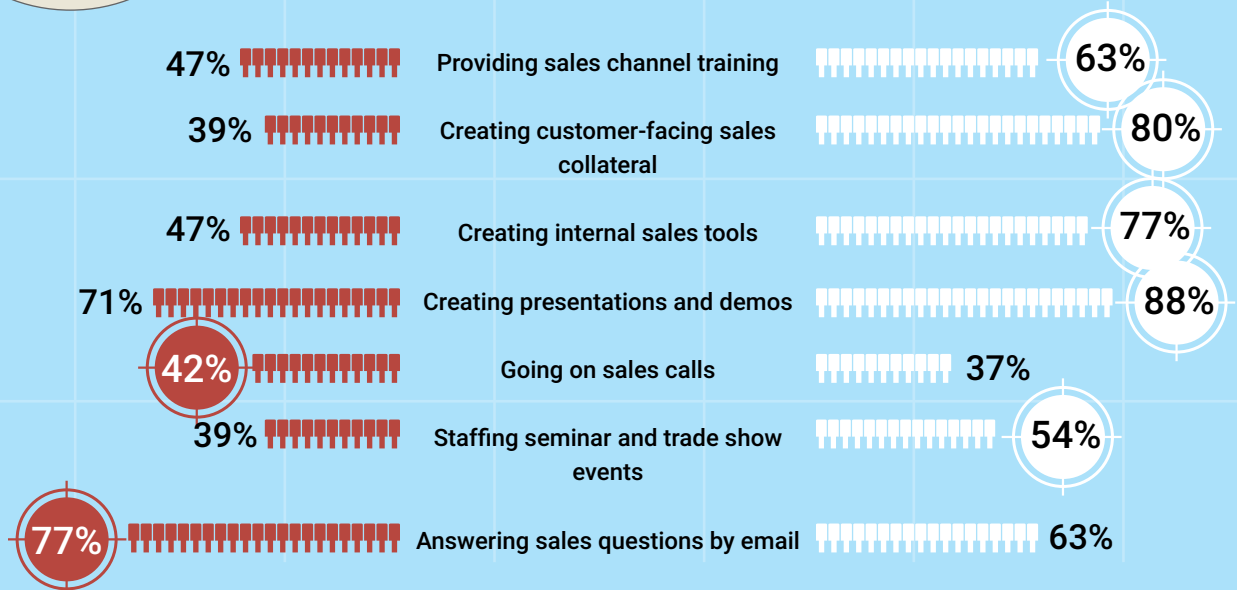 47% Providing sales channel training 63%
39% Creating customer-facing sales 80%
collateral
47% Creating internal sales tools 77%
71% Creating presentations and demos 88%
42% Going on sales calls 37%
39% Staffing seminar and trade show 54%
events
77% Answering sales questions by email 63%